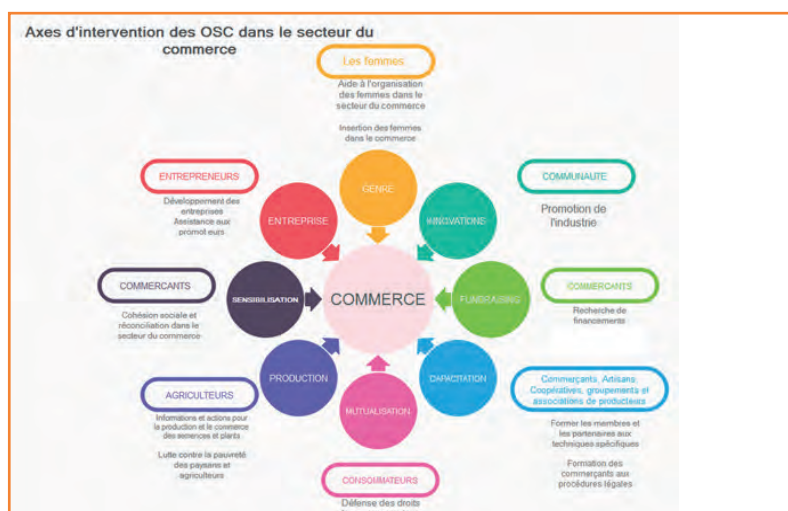 Axes d'intervention des OSC dans le secteur du
commerce
Les femmes
Aide à l'organisation
des femmes dans le
secteur du commerce
Insertion des femmes
dans le commerce
GENRE
ENTREPRENEURS
Développement des
entreprises
Assistance aux
promot eurs
ENTREPRISE
COMMUNAUTE
Promotion de
l'industrie
INNOVATIONS
COMMERCANTS
Cohésion sociale et
réconciliation dans le
secteur du commerce
SENSIBILISATION
COMMERCE
FUNDRAISING
COMMERCANTS
Recherche de
financements
AGRICULTEURS
Informations et actions pour
la production et le commerce
des semences et plants
Lutte contre la pauvreté
des paysans et
agriculteurs
PRODUCTION
MUTUALISATION
CAPACITATION
Commerçants, Artisans,
Coopératives, groupements et
associations de producteurs
Former les membres et
les partenaires aux
techniques spécifiques
Formation des
commerçants aux
procédures légales
CONSOMMATEURS
Défense des droits